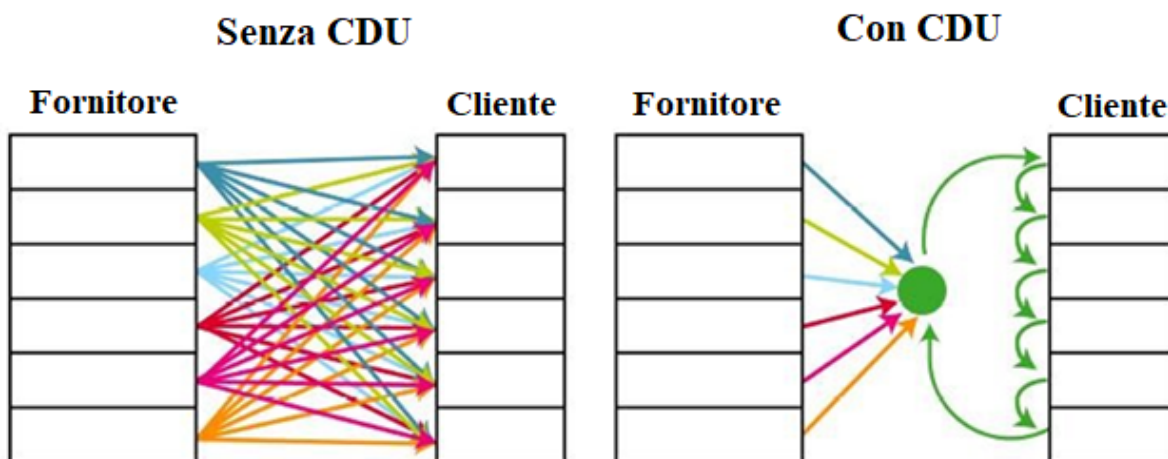 Senza CDU
Con CDU
Fornitore
Cliente
Fornitore
Cliente